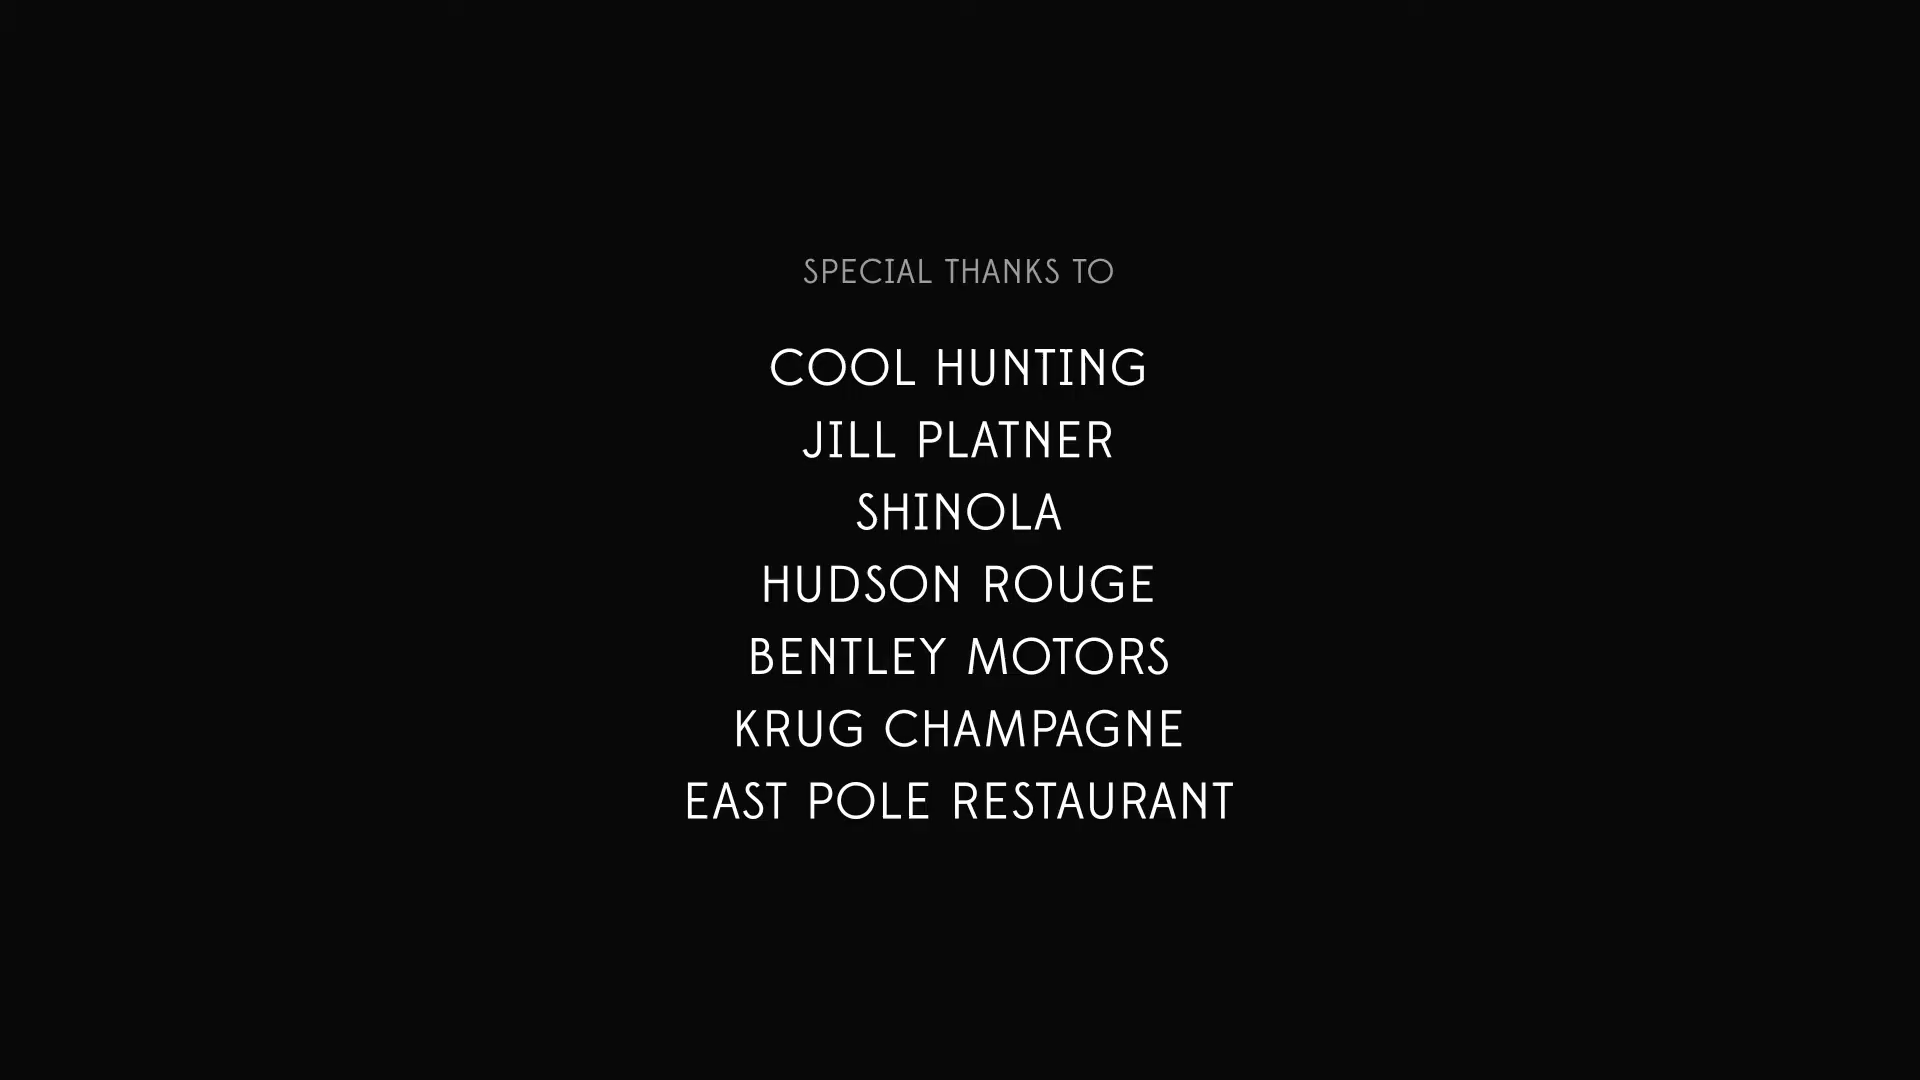 SPECIAL THANKS TO
COOL HUNTING
JILL PLATNER
SHINOLA
HUDSON ROUGE
BENTLEY MOTORS
KRUG CHAMPAGNE
EAST POLE RESTAURANT